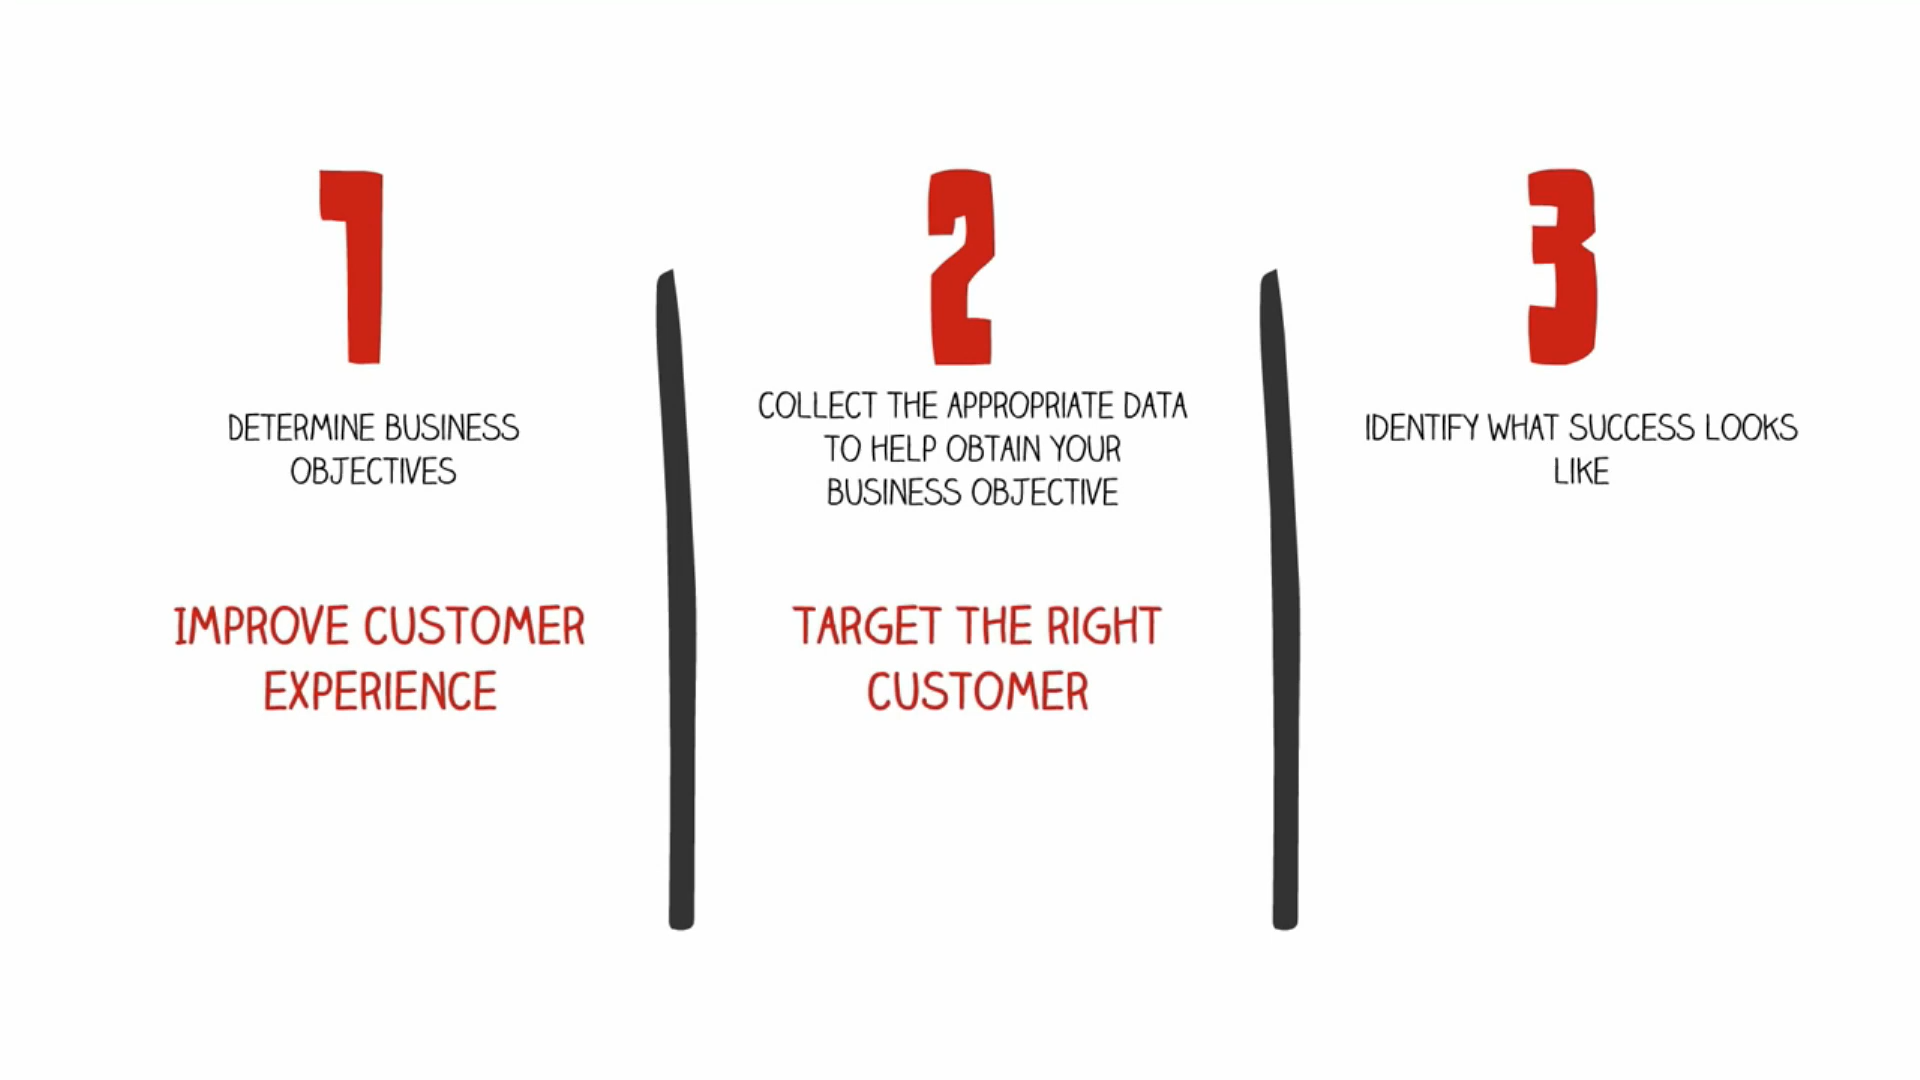 1
DETERMINE BUSINESS
OBJECTIVES
IMPROVE CUSTOMER
EXPERIENCE
2
COLLECT THE APPROPRIATE DATA
TO HELP OBTAIN YOUR
BUSINESS OBJECTIVE
TARGET THE RIGHT
CUSTOMER
3
IDENTIFY WHAT SUCCESS LOOKS
LIKE